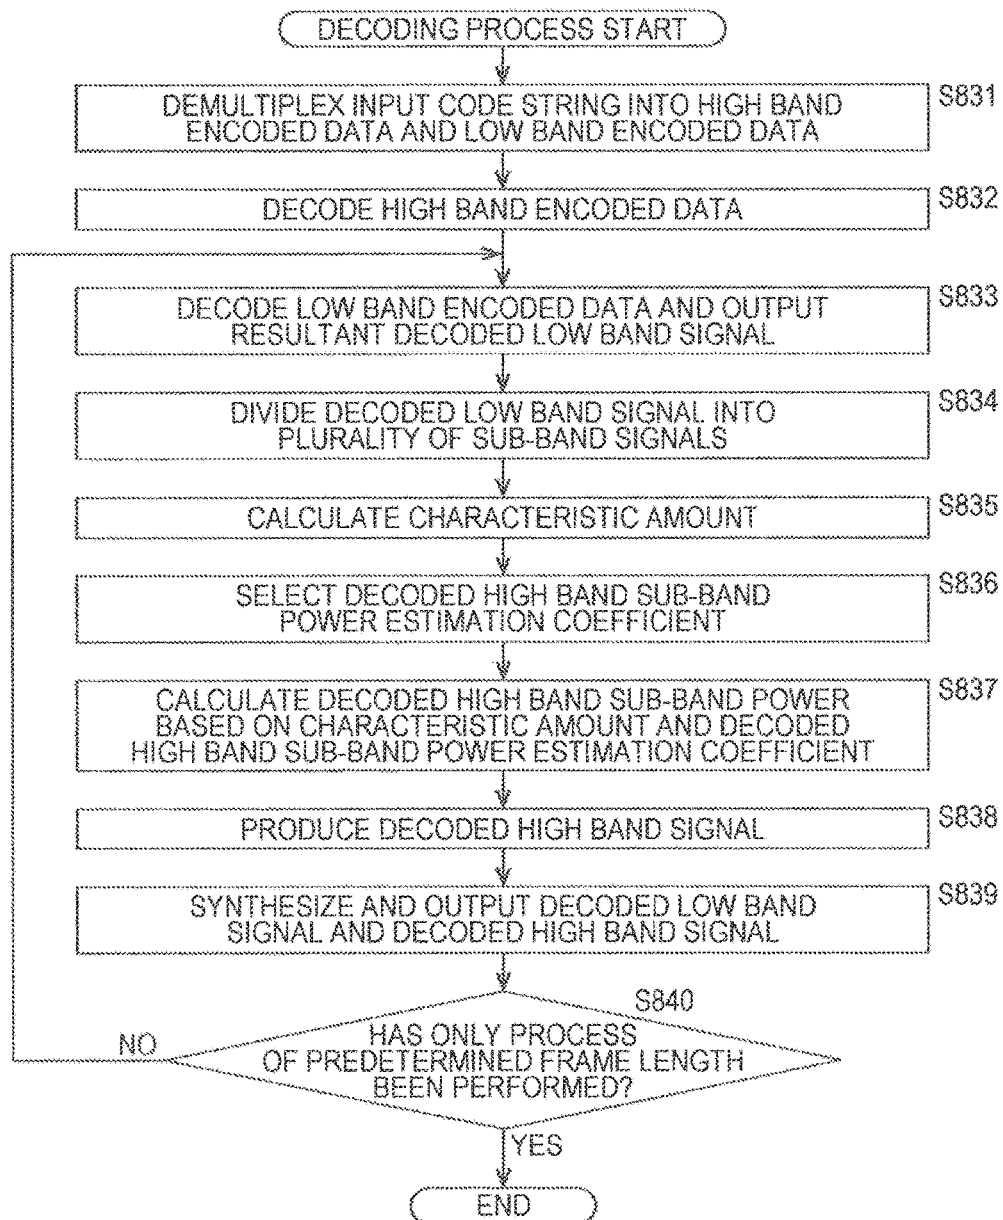 DECODING PROCESS START
S831
DEMULTIPLEX INPUT CODE STRING INTO HIGH BAND
ENCODED DATA AND LOW BAND ENCODED DATA
S832
DECODE HIGH BAND ENCODED DATA
S833
DECODE LOW BAND ENCODED DATA AND OUTPUT
RESULTANT DECODED LOW BAND SIGNAL
S834
DIVIDE DECODED LOW BAND SIGNAL INTO
PLURALITY OF SUB-BAND SIGNALS
S835
CALCULATE CHARACTERISTIC AMOUNT
S836
SELECT DECODED HIGH BAND SUB-BAND
POWER ESTIMATION COEFFICIENT
S837
CALCULATE DECODED HIGH BAND SUB-BAND POWER
BASED ON CHARACTERISTIC AMOUNT AND DECODED
HIGH BAND SUB-BAND POWER ESTIMATION COEFFICIENT
S838
PRODUCE DECODED HIGH BAND SIGNAL
S839
SYNTHESIZE AND OUTPUT DECODED LOW BAND
SIGNAL AND DECODED HIGH BAND SIGNAL
S840
HAS ONLY PROCESS
OF PREDETERMINED FRAME LENGTH
BEEN PERFORMED?
NO
YES
END